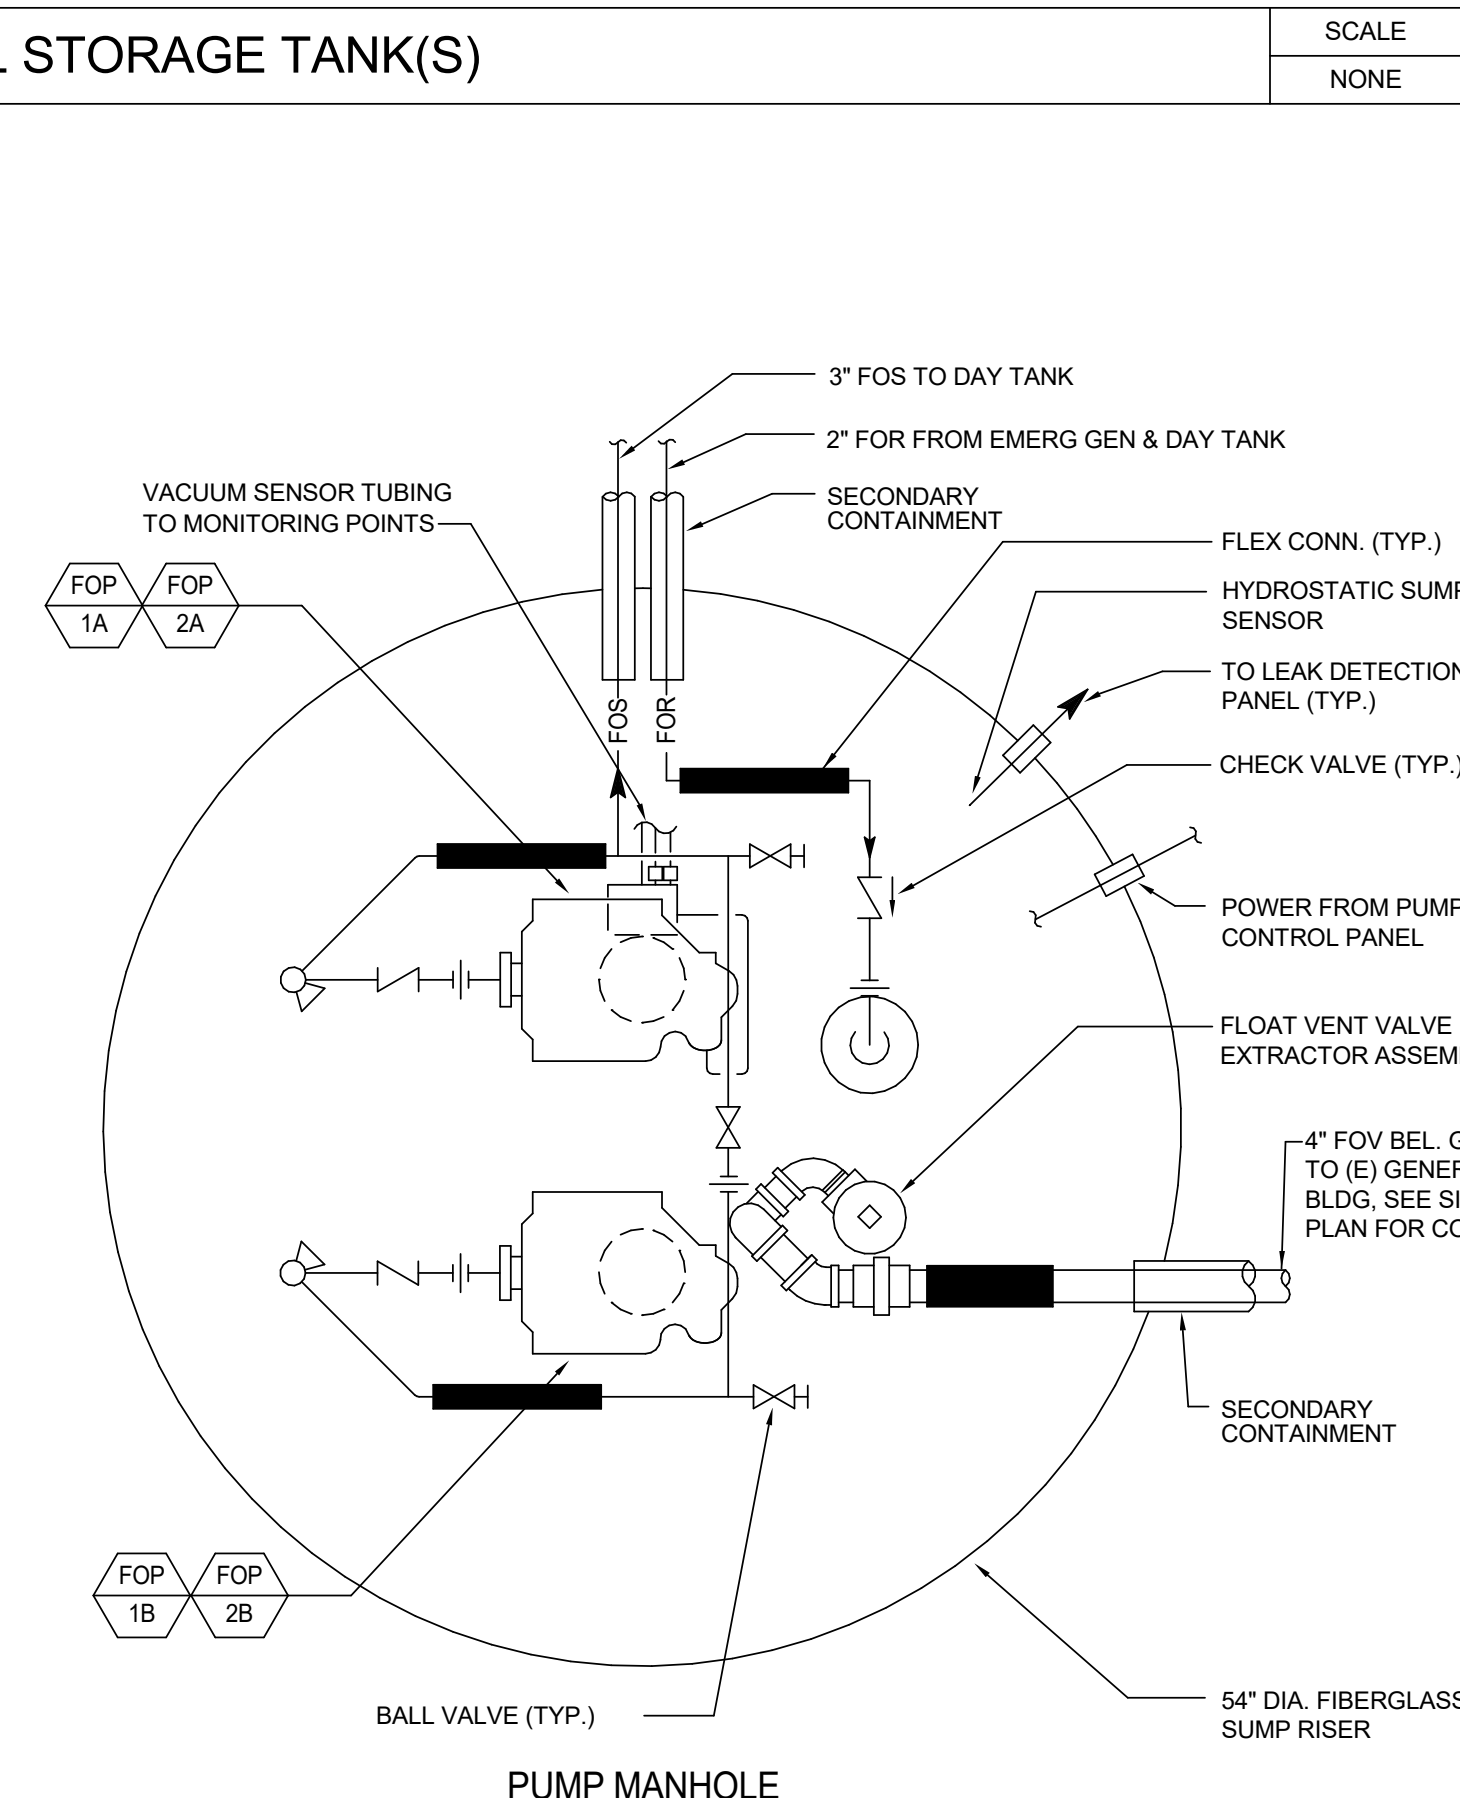 STORAGE TANK(S)
SCALE
NONE
3" FOS TO DAY TANK
2" FOR FROM EMERG GEN & DAY TANK
SECONDARY
CONTAINMENT
VACUUM SENSOR TUBING
TO MONITORING POINTS
FLEX CONN. (TYP.)
HYDROSTATIC SUMP
SENSOR
TO LEAK DETECTION
PANEL (TYP.)
CHECK VALVE (TYP.)
POWER FROM PUMP
CONTROL PANEL
FLOAT VENT VALVE
EXTRACTOR
4" FOV BEL.
TO (E)
BLDG, SEE
PLAN FOR
SECONDARY
CONTAINMENT
54" DIA. FIBERGLASS
SUMP RISER
FOP
1A
FOP
2A
FOS
FOR
FOP
1B
FOP
2B
BALL VALVE (TYP.)
PUMP MANHOLE